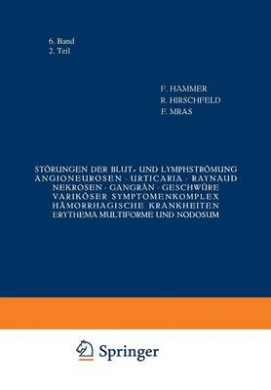 6. Band
2. Teil
F. HAMMER
R. HIRSCHFELD
F. MRAS
STÖRUNGEN DER BLUT- UND LYMPHSTRÖMUNG
ANGIONEUROSEN · URTICARIA · RAYNAUD
NEKROSEN · GANGRÄN · GESCHWÜRE
VARIKÖSER SYMPTOMENKOMPLEX
HÄMORRHAGISCHE KRANKHEITEN
ERYTHEMA MULTIFORME UND NODOSUM
Springer